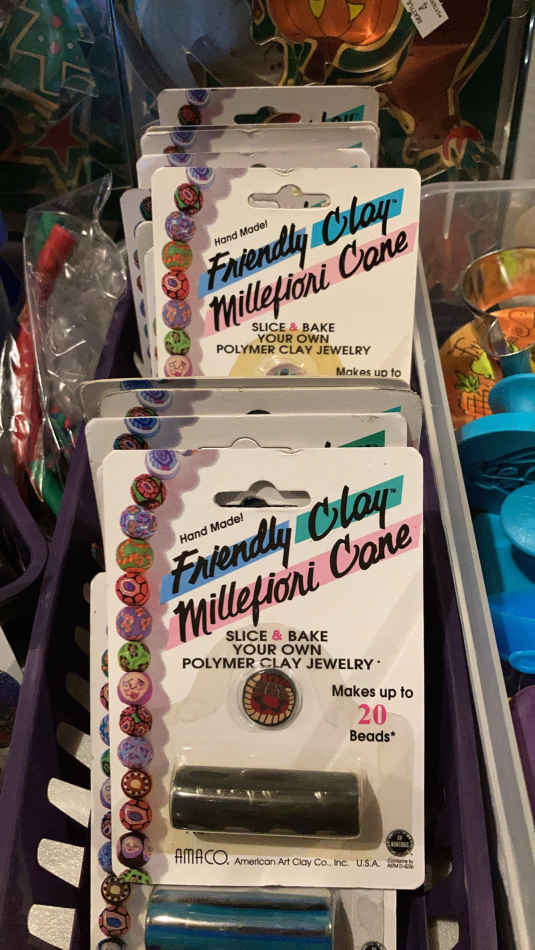 Hand Made!
Friendly Clay™
Millefiori Cane
SLICE & BAKE
YOUR OWN
POLYMER CLAY JEWELRY
Makes up to
Hand Made!
Friendly Clay™
Millefiori Cane
SLICE & BAKE
YOUR OWN
POLYMER CLAY JEWELRY
Makes up to
20
Beads*
AMACO. American Art Clay Co., Inc. U.S.A.